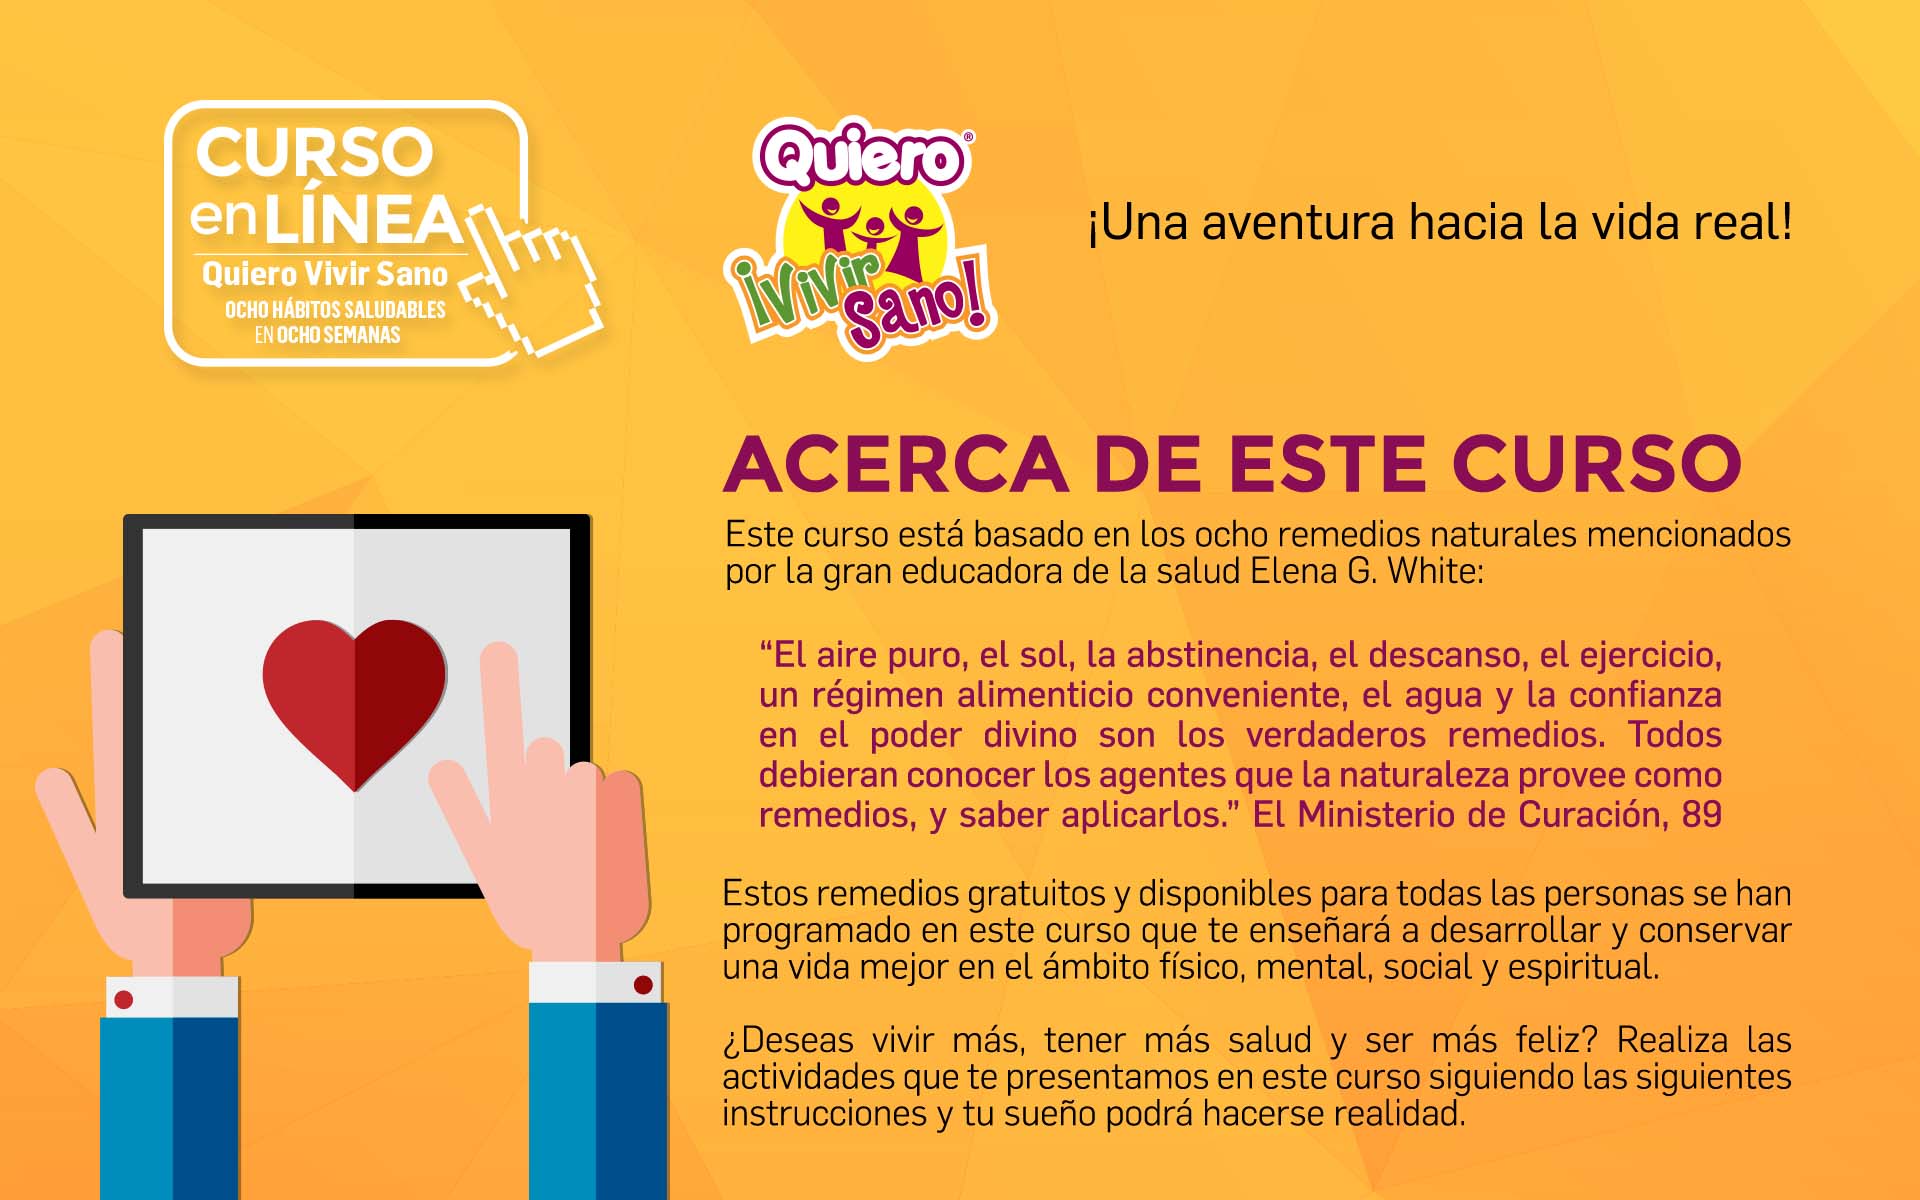 CURSO
en LÍNEA
Quiero Vivir Sano
OCHO HÁBITOS SALUDABLES
EN OCHO SEMANAS
Quiero®
¡Vivir
Sano!
¡Una aventura hacia la vida real!
ACERCA DE ESTE CURSO
Este curso está basado en los ocho remedios naturales mencionados
por la gran educadora de la salud Elena G. White:
“El aire puro, el sol, la abstinencia, el descanso, el ejercicio,
un régimen alimenticio conveniente, el agua y la confianza
en el poder divino son los verdaderos remedios. Todos
debieran conocer los agentes que la naturaleza provee como
remedios, y saber aplicarlos.” El Ministerio de Curación, 89
Estos remedios gratuitos y disponibles para todas las personas se han
programado en este curso que te enseñará a desarrollar y conservar
una vida mejor en el ámbito físico, mental, social y espiritual.
¿Deseas vivir más, tener más salud y ser más feliz? Realiza las
actividades que te presentamos en este curso siguiendo las siguientes
instrucciones y tu sueño podrá hacerse realidad.